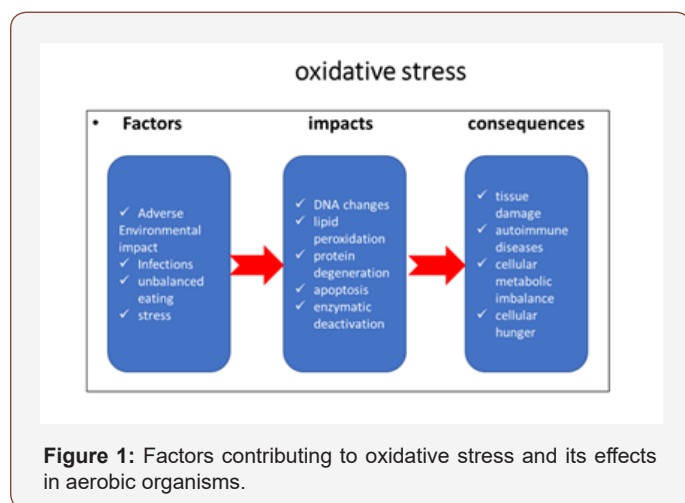 oxidative stress
• Factors impacts consequences
✓ Adverse
Environmental
impact
✓ Infections
✓ unbalanced
eating
✓ stress
✓ DNA changes
✓ lipid
peroxidation
✓ protein
degeneration
✓ apoptosis
✓ enzymatic
deactivation
✓ tissue
damage
✓ autoimmune
diseases
✓ cellular
metabolic
imbalance
✓ cellular
hunger
Figure 1: Factors contributing to oxidative stress and its effects
in aerobic organisms.